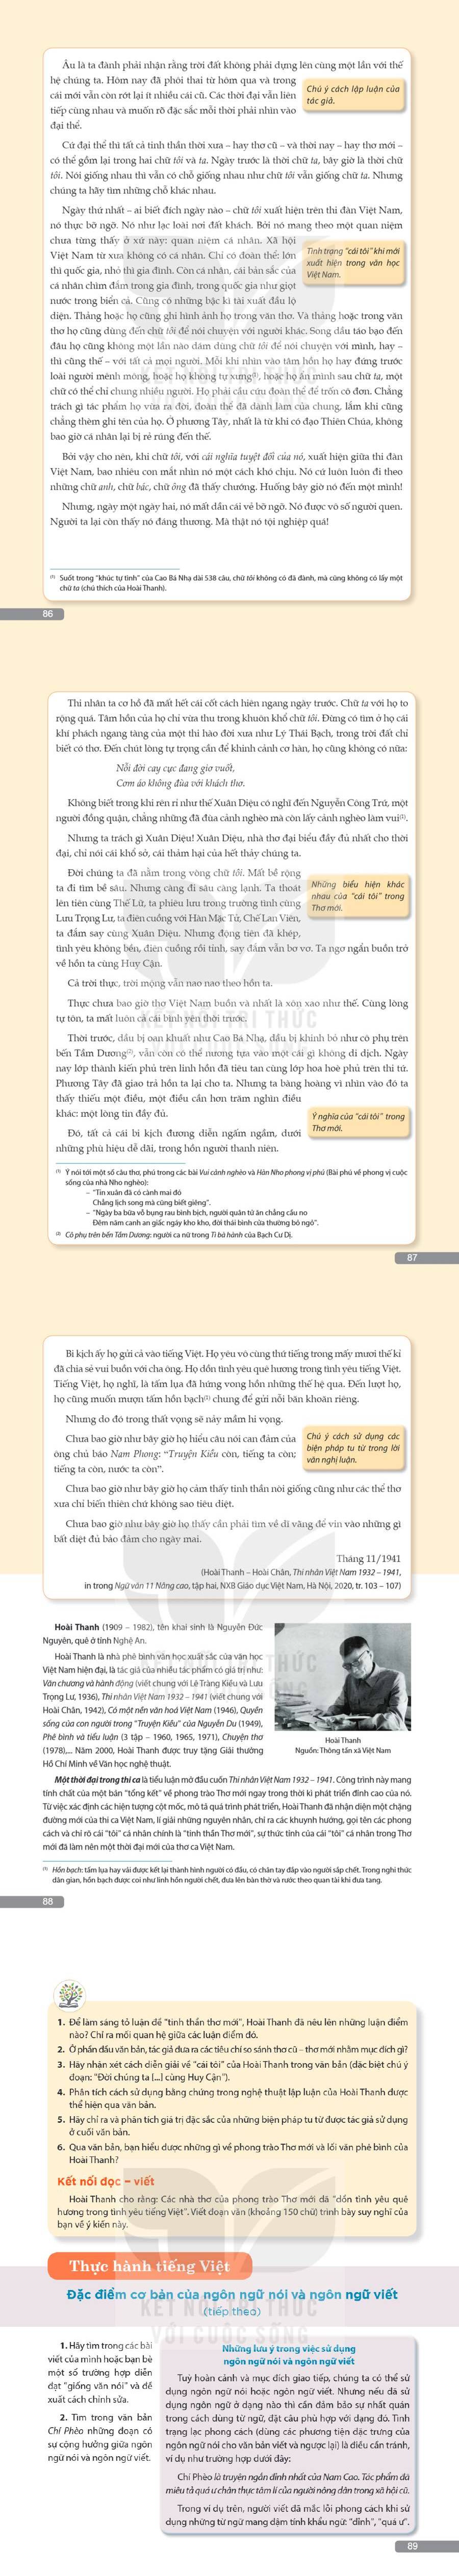 Âu là ta đành phải nhận rằng trời đất không phải dựng lên cùng một lần với thế
hệ chúng ta. Hôm nay đã phôi thai từ hôm qua và trong
cái mới vẫn còn rớt lại ít nhiều cái cũ. Các thời đại vẫn liên
tiếp cùng nhau và muốn rõ đặc sắc mỗi thời phải nhìn vào
đại thể.
Chú ý cách lập luận của
tác giả.
Cứ đại thể thì tất cả tinh thần thời xưa – hay thơ cũ – và thời nay – hay thơ mới –
có thể gồm lại trong hai chữ tôi và ta. Ngày trước là thời chữ ta, bây giờ là thời chữ
tôi. Nói giống nhau thì vẫn có chỗ giống nhau như chữ tôi vẫn giống chữ ta. Nhưng
chúng ta hãy tìm những chỗ khác nhau.
Ngày thứ nhất – ai biết đích ngày nào – chữ tôi xuất hiện trên thi đàn Việt Nam,
nó thực bỡ ngỡ. Nó như lạc loài nơi đất khách. Bởi nó mang theo một quan niệm
chưa từng thấy ở xứ này: quan niệm cá nhân. Xã hội
Việt Nam từ xưa không có cá nhân. Chỉ có đoàn thể: lớn
thì quốc gia, nhỏ thì gia đình. Còn cá nhân, cái bản sắc của
cá nhân chìm đắm trong gia đình, trong quốc gia như giọt
nước trong biển cả. Cũng có những bậc kì tài xuất đầu lộ
Tình trạng “cái tôi” khi mới
xuất hiện trong văn học
Việt Nam.
diện. Thảng hoặc họ cũng ghi hình ảnh họ trong văn thơ. Và thảng hoặc trong văn
thơ họ cũng dùng đến chữ tôi để nói chuyện với người khác. Song dẫu táo bạo đến
đâu họ cũng không một lần nào dám dùng chữ tôi để nói chuyện với mình, hay –
thì cũng thế – với tất cả mọi người. Mỗi khi nhìn vào tâm hồn họ hay đứng trước
loài người mênh mông, hoặc họ không tự xưng(1), hoặc họ ẩn mình sau chữ ta, một
chữ có thể chỉ chung nhiều người. Họ phải cầu cứu đoàn thể để trốn cô đơn. Chẳng
trách gì tác phẩm họ vừa ra đời, đoàn thể đã dành làm của chung, lắm khi cũng
chẳng thèm ghi tên của họ. Ở phương Tây, nhất là từ khi có đạo Thiên Chúa, không
bao giờ cá nhân lại bị rẻ rúng đến thế.
Bởi vậy cho nên, khi chữ tôi, với cái nghĩa tuyệt đối của nó, xuất hiện giữa thi đàn
Việt Nam, bao nhiêu con mắt nhìn nó một cách khó chịu. Nó cứ luôn luôn đi theo
những chữ anh, chữ bác, chữ ông đã thấy chướng. Huống bây giờ nó đến một mình!
Nhưng, ngày một ngày hai, nó mất dần cái vẻ bỡ ngỡ. Nó được vô số người quen.
Người ta lại còn thấy nó đáng thương. Mà thật nó tội nghiệp quá!
(1) Suốt trong “khúc tự tình” của Cao Bá Nhạ dài 538 câu, chữ tôi không có đã đành, mà cũng không có lấy một
chữ ta (chú thích của Hoài Thanh).
86
Thi nhân ta cơ hồ đã mất hết cái cốt cách hiên ngang ngày trước. Chữ ta với họ to
rộng quá. Tâm hồn của họ chỉ vừa thu trong khuôn khổ chữ tôi. Đừng có tìm ở họ cái
khí phách ngang tàng của một thi hào đời xưa như Lý Thái Bạch, trong trời đất chỉ
biết có thơ. Đến chút lòng tự trọng cần để khinh cảnh cơ hàn, họ cũng không có nữa:
Nỗi đời cay cực đang giơ vuốt,
Cơm áo không đùa với khách thơ.
Không biết trong khi rên rỉ như thế Xuân Diệu có nghĩ đến Nguyễn Công Trứ, một
người đồng quận, chẳng những đã đùa cảnh nghèo mà còn lấy cảnh nghèo làm vui(1).
Nhưng ta trách gì Xuân Diệu! Xuân Diệu, nhà thơ đại biểu đầy đủ nhất cho thời
đại, chỉ nói cái khổ sở, cái thảm hại của hết thảy chúng ta.
Đời chúng ta đã nằm trong vòng chữ tôi. Mất bề rộng
ta đi tìm bề sâu. Nhưng càng đi sâu càng lạnh. Ta thoát
lên tiên cùng Thế Lữ, ta phiêu lưu trong trường tình cùng
Lưu Trọng Lư, ta điên cuồng với Hàn Mặc Tử, Chế Lan Viên,
ta đắm say cùng Xuân Diệu. Nhưng động tiên đã khép,
Những biểu hiện khác
nhau của “cái tôi” trong
Thơ mới.
tình yêu không bền, điên cuồng rồi tỉnh, say đắm vẫn bơ vơ. Ta ngơ ngẩn buồn trở
về hồn ta cùng Huy Cận.
Cả trời thực, trời mộng vẫn nao nao theo hồn ta.
Thực chưa bao giờ thơ Việt Nam buồn và nhất là xôn xao như thế. Cùng lòng
tự tôn, ta mất luôn cả cái bình yên thời trước.
Thời trước, dầu bị oan khuất như Cao Bá Nhạ, dầu bị khinh bỏ như cô phụ trên
bến Tầm Dương(2), vẫn còn có thể nương tựa vào một cái gì không di dịch. Ngày
nay lớp thành kiến phủ trên linh hồn đã tiêu tan cùng lớp hoa hoè phủ trên thi tứ.
Phương Tây đã giao trả hồn ta lại cho ta. Nhưng ta bàng hoàng vì nhìn vào đó ta
thấy thiếu một điều, một điều cần hơn trăm nghìn điều
khác: một lòng tin đầy đủ.
Đó, tất cả cái bi kịch đương diễn ngấm ngầm, dưới
những phù hiệu dễ dãi, trong hồn người thanh niên.
Ý nghĩa của “cái tôi” trong
Thơ mới.
(1) Ý nói tới một số câu thơ, phú trong các bài Vui cảnh nghèo và Hàn Nho phong vị phú (Bài phú về phong vị cuộc
sống của nhà Nho nghèo):
– “Tin xuân đã có cành mai đó
Chẳng lịch song mà cũng biết giêng”.
– “Ngày ba bữa vỗ bụng rau bình bịch, người quân tử ăn chẳng cầu no
Đêm năm canh an giấc ngáy kho kho, đời thái bình cửa thường bỏ ngỏ”.
(2) Cô phụ trên bến Tầm Dương: người ca nữ trong Tì bà hành của Bạch Cư Dị.
87
Bi kịch ấy họ gửi cả vào tiếng Việt. Họ yêu vô cùng thứ tiếng trong mấy mươi thế kỉ
đã chia sẻ vui buồn với cha ông. Họ dồn tình yêu quê hương trong tình yêu tiếng Việt.
Tiếng Việt, họ nghĩ, là tấm lụa đã hứng vong hồn những thế hệ qua. Đến lượt họ,
họ cũng muốn mượn tấm hồn bạch(1) chung để gửi nỗi băn khoăn riêng.
Nhưng do đó trong thất vọng sẽ nảy mầm hi vọng.
Chưa bao giờ như bây giờ họ hiểu câu nói can đảm của
ông chủ báo Nam Phong: “Truyện Kiều còn, tiếng ta còn;
tiếng ta còn, nước ta còn”.
Chú ý cách sử dụng các
biện pháp tu từ trong lời
văn nghị luận.
Chưa bao giờ như bây giờ họ cảm thấy tinh thần nòi giống cũng như các thể thơ
xưa chỉ biến thiên chứ không sao tiêu diệt.
Chưa bao giờ như bây giờ họ thấy cần phải tìm về dĩ vãng để vin vào những gì
bất diệt đủ bảo đảm cho ngày mai.
Tháng 11/1941
(Hoài Thanh – Hoài Chân, Thi nhân Việt Nam 1932 – 1941,
in trong Ngữ văn 11 Nâng cao, tập hai, NXB Giáo dục Việt Nam, Hà Nội, 2020, tr. 103 – 107)
Hoài Thanh (1909 – 1982), tên khai sinh là Nguyễn Đức
Nguyên, quê ở tỉnh Nghệ An.
Hoài Thanh là nhà phê bình văn học xuất sắc của văn học
Việt Nam hiện đại, là tác giả của nhiều tác phẩm có giá trị như:
Văn chương và hành động (viết chung với Lê Tràng Kiều và Lưu
Trọng Lư, 1936), Thi nhân Việt Nam 1932 – 1941 (viết chung với
Hoài Chân, 1942), Có một nền văn hoá Việt Nam (1946), Quyền
sống của con người trong “Truyện Kiều” của Nguyễn Du (1949),
Phê bình và tiểu luận (3 tập – 1960, 1965, 1971), Chuyện thơ
(1978),... Năm 2000, Hoài Thanh được truy tặng Giải thưởng
Hồ Chí Minh về Văn học nghệ thuật.
Hoài Thanh
Nguồn: Thông tấn xã Việt Nam
Một thời đại trong thi ca là tiểu luận mở đầu cuốn Thi nhân Việt Nam 1932 – 1941. Công trình này mang
tính chất của một bản “tổng kết” về phong trào Thơ mới ngay trong thời kì phát triển đỉnh cao của nó.
Từ việc xác định các hiện tượng cột mốc, mô tả quá trình phát triển, Hoài Thanh đã nhận diện một chặng
đường mới của thi ca Việt Nam, lí giải những nguyên nhân, chỉ ra các khuynh hướng, gọi tên các phong
cách và chỉ rõ cái “tôi” cá nhân chính là “tinh thần Thơ mới”, sự thức tỉnh của cái “tôi” cá nhân trong Thơ
mới đã làm nên một thời đại mới của thơ ca Việt Nam.
(1) Hồn bạch: tấm lụa hay vải được kết lại thành hình người có đầu, có chân tay đắp vào người sắp chết. Trong nghi thức
dân gian, hồn bạch được coi như linh hồn người chết, đưa lên bàn thờ và rước theo quan tài khi đưa tang.
88
1. Để làm sáng tỏ luận đề “tinh thần thơ mới”, Hoài Thanh đã nêu lên những luận điểm
nào? Chỉ ra mối quan hệ giữa các luận điểm đó.
2. Ở phần đầu văn bản, tác giả đưa ra các tiêu chí so sánh thơ cũ – thơ mới nhằm mục đích gì?
3. Hãy nhận xét cách diễn giải về “cái tôi” của Hoài Thanh trong văn bản (đặc biệt chú ý
đoạn: “Đời chúng ta [...] cùng Huy Cận”).
4. Phân tích cách sử dụng bằng chứng trong nghệ thuật lập luận của Hoài Thanh được
thể hiện qua văn bản.
5. Hãy chỉ ra và phân tích giá trị đặc sắc của những biện pháp tu từ được tác giả sử dụng
ở cuối văn bản.
6. Qua văn bản, bạn hiểu được những gì về phong trào Thơ mới và lối văn phê bình của
Hoài Thanh?
Kết nối đọc – viết
Hoài Thanh cho rằng: Các nhà thơ của phong trào Thơ mới đã “dồn tình yêu quê
hương trong tình yêu tiếng Việt”. Viết đoạn văn (khoảng 150 chữ) trình bày suy nghĩ của
bạn về ý kiến này.
Thực hành tiếng Việt
Đặc điểm cơ bản của ngôn ngữ nói và ngôn ngữ viết
(tiếp theo)
1. Hãy tìm trong các bài
viết của mình hoặc bạn bè
một số trường hợp diễn
đạt “giống văn nói” và đề
xuất cách chỉnh sửa.
2. Tìm trong văn bản
Chí Phèo những đoạn có
sự cộng hưởng giữa ngôn
ngữ nói và ngôn ngữ viết.
Những lưu ý trong việc sử dụng
ngôn ngữ nói và ngôn ngữ viết
Tuỳ hoàn cảnh và mục đích giao tiếp, chúng ta có thể sử
dụng ngôn ngữ nói hoặc ngôn ngữ viết. Nhưng nếu đã sử
dụng ngôn ngữ ở dạng nào thì cần đảm bảo sự nhất quán
trong cách dùng từ ngữ, đặt câu phù hợp với dạng đó. Tình
trạng lạc phong cách (dùng các phương tiện đặc trưng của
ngôn ngữ nói cho văn bản viết và ngược lại) là điều cần tránh,
ví dụ như trường hợp dưới đây:
Chí Phèo là truyện ngắn đỉnh nhất của Nam Cao. Tác phẩm đã
miêu tả quá ư chân thực tâm lí của người nông dân trong xã hội cũ.
Trong ví dụ trên, người viết đã mắc lỗi phong cách khi sử
dụng những từ ngữ mang đậm tính khẩu ngữ: “đỉnh”, “quá ư”.
89
KẾT NỐI TRI THỨC
VỚI CUỘC SỐNG